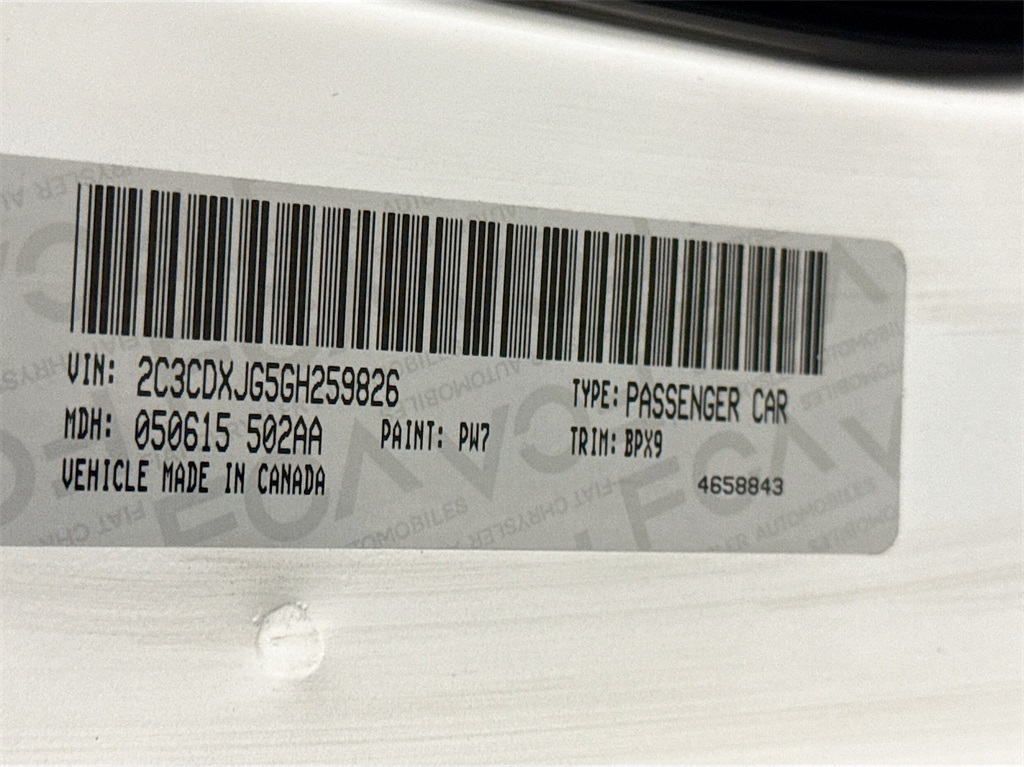 VIN: 2C3CDXJG5GH259826 TYPE: PASSENGER CAR
MDH: 050615 502AA PAINT: PW7 TRIM: BPX9
VEHICLE MADE IN CANADA 4658843